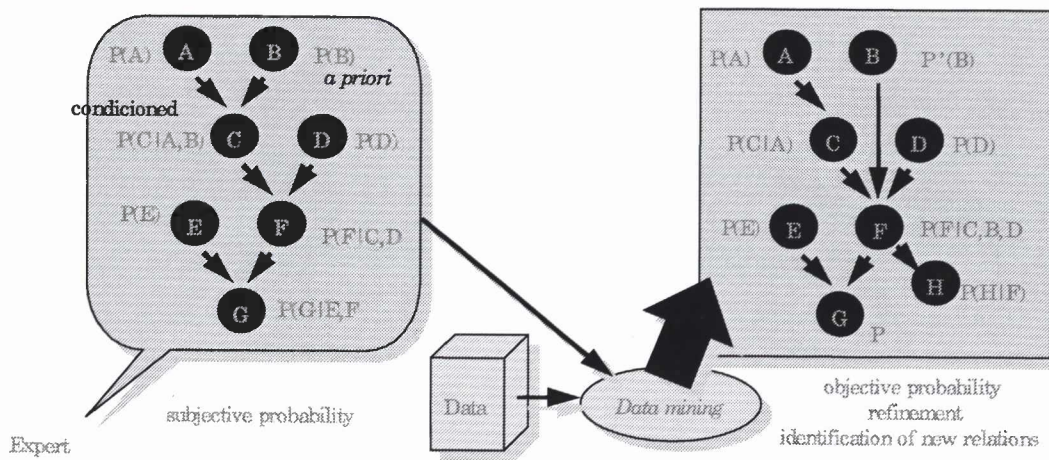 P(A) A B P(B)
a priori
condicioned
P(C|A,B) C D P(D)
P(E) E F P(F|C,D
G P(G|E,F
subjective probability
Expert
Data
Data mining
P(A) A B P'(B)
P(C|A) C D P(D)
P(E) E F P(F|C,B,D
H P(H|F)
G P
objective probability
refinement
identification of new relations